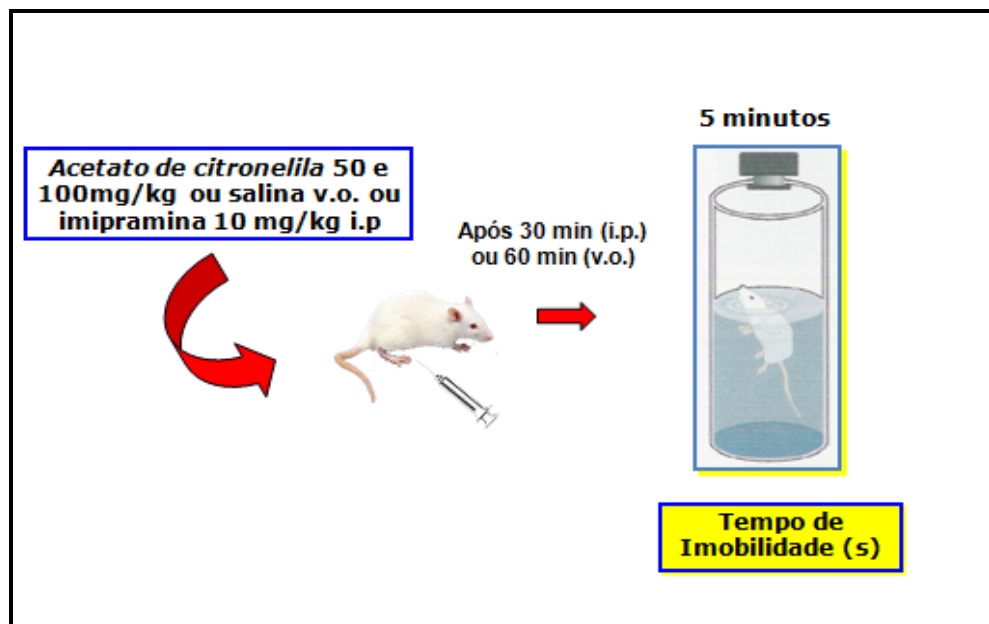 5 minutos
Acetato de citronelila 50 e
100mg/kg ou salina v.o. ou
imipramina 10 mg/kg i.p
Após 30 min (i.p.)
ou 60 min (v.o.)
Tempo de
Imobilidade (s)